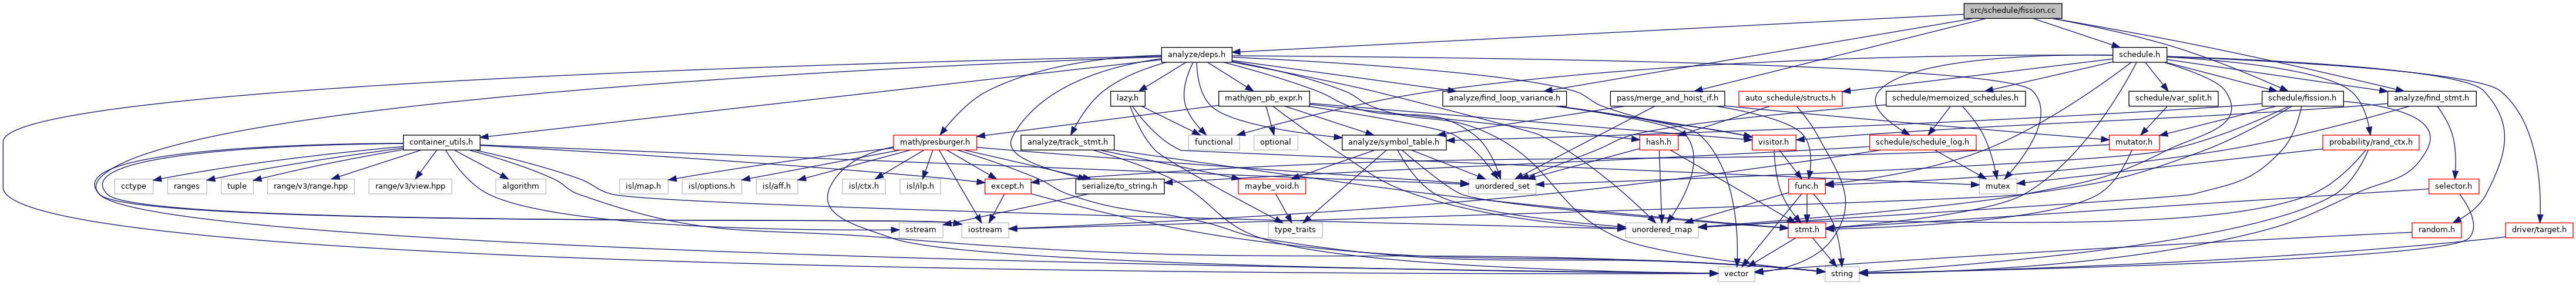 src/schedule/fission.cc
analyze/deps.h
schedule.h
lazy.h
math/gen_pb_expr.h
analyze/find_loop_variance.h
pass/merge_and_hoist_if.h
auto_schedule/structs.h
schedule/memoized_schedules.h
schedule/var_split.h
schedule/fission.h
analyze/find_stmt.h
container_utils.h
math/presburger.h
analyze/track_stmt.h
functional
optional
analyze/symbol_table.h
hash.h
visitor.h
schedule/schedule_log.h
mutator.h
probability/rand_ctx.h
cctype
ranges
tuple
range/v3/range.hpp
range/v3/view.hpp
algorithm
isl/map.h
isl/options.h
isl/aff.h
isl/ctx.h
isl/ilp.h
except.h
serialize/to_string.h
maybe_void.h
unordered_set
func.h
mutex
selector.h
sstream
iostream
type_traits
unordered_map
stmt.h
random.h
driver/target.h
vector
string